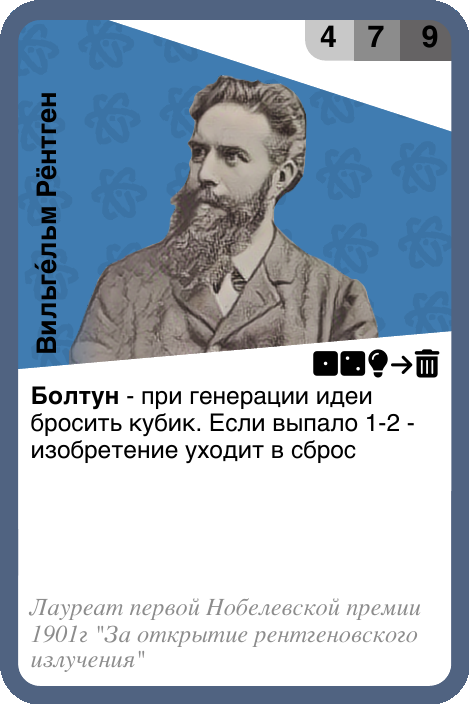 4 7 9
Вильге́льм Рёнтген
Болтун - при генерации идеи
бросить кубик. Если выпало 1-2 -
изобретение уходит в сброс
Лауреат первой Нобелевской премии
1901г "За открытие рентгеновского
излучения"